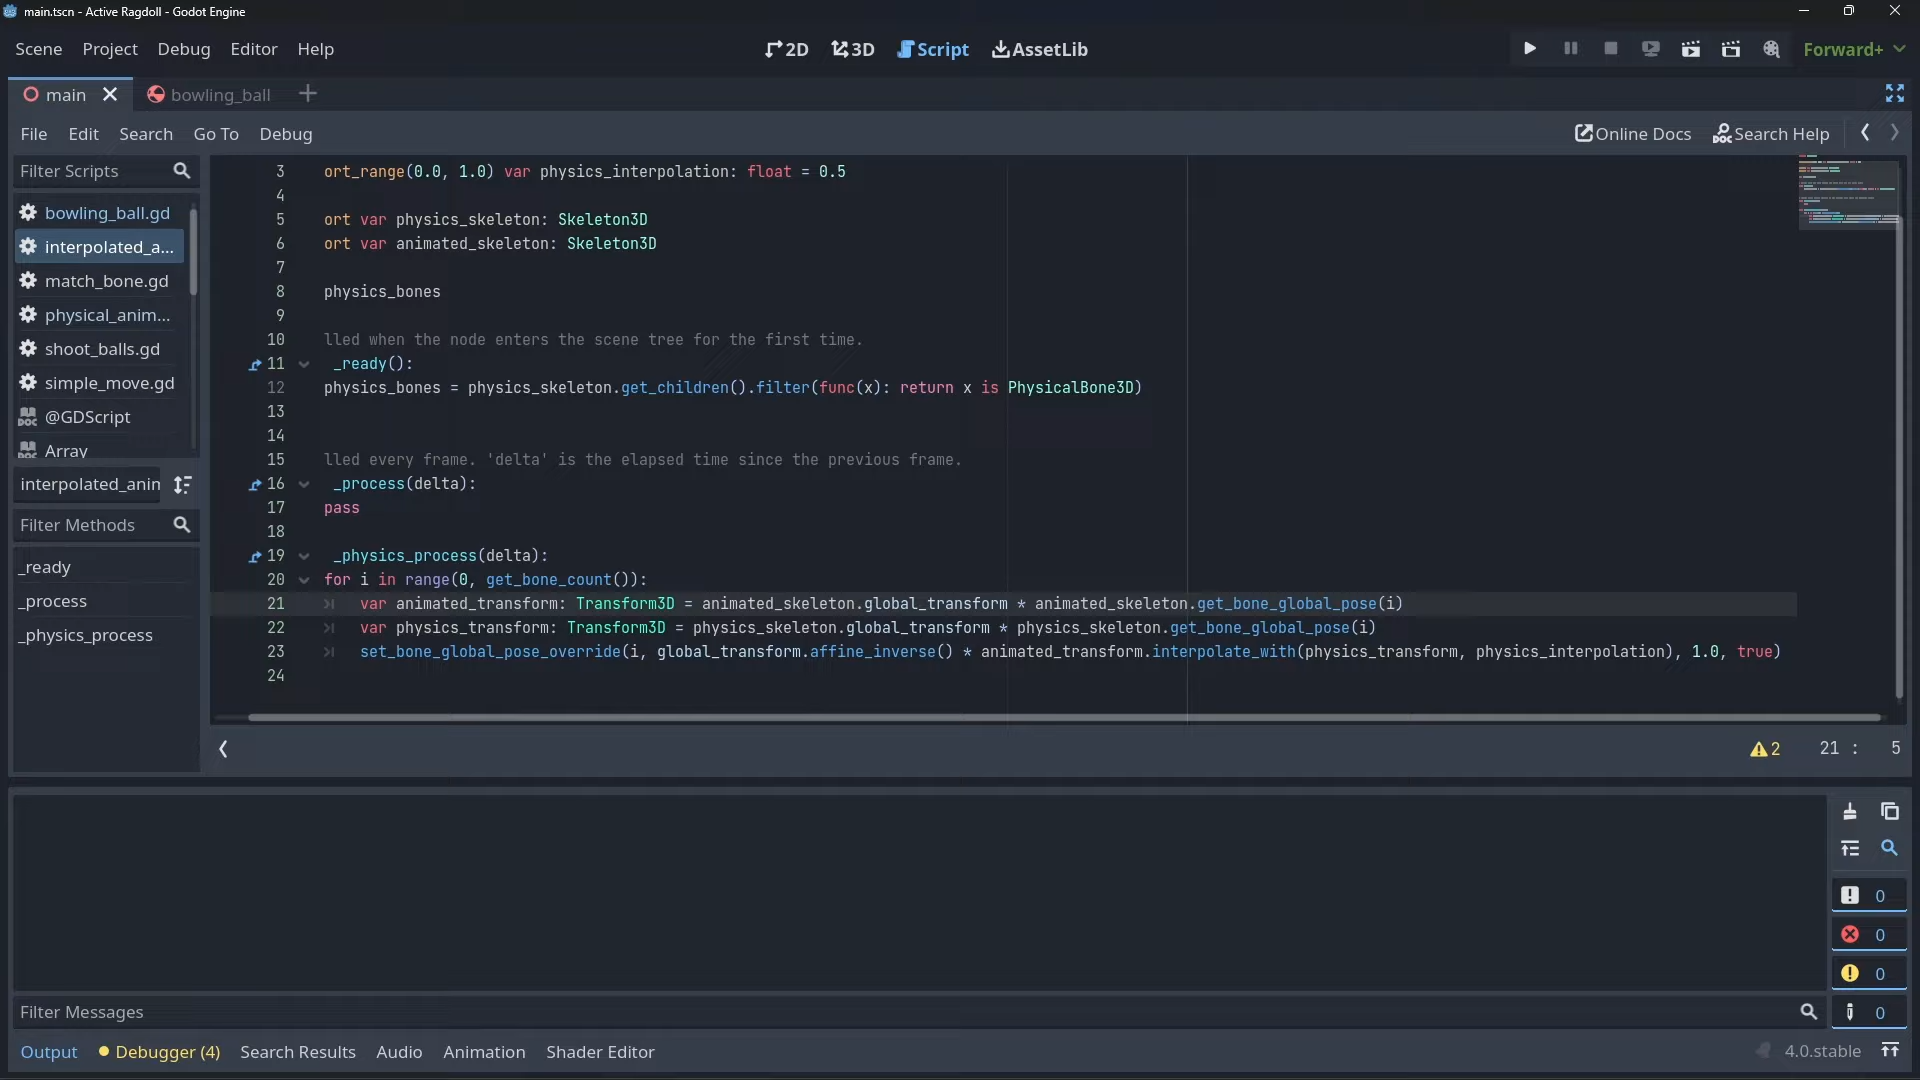 main.tscn - Active Ragdoll - Godot Engine
Scene Project Debug Editor Help
2D 3D Script AssetLib
Forward+
main bowling_ball
File Edit Search Go To Debug
Online Docs Search Help
Filter Scripts
bowling_ball.gd
interpolated_a...
match_bone.gd
physical_anim...
shoot_balls.gd
simple_move.gd
@GDScript
Array
interpolated_anin
Filter Methods
_ready
_process
_physics_process
3 ort_range(0.0, 1.0) var physics_interpolation: float = 0.5
4
5 ort var physics_skeleton: Skeleton3D
6 ort var animated_skeleton: Skeleton3D
7
8 physics_bones
9
10 lled when the node enters the scene tree for the first time.
11 _ready():
12 physics_bones = physics_skeleton.get_children().filter(func(x): return x is PhysicalBone3D)
13
14
15 lled every frame. 'delta' is the elapsed time since the previous frame.
16 _process(delta):
17 pass
18
19 _physics_process(delta):
20 for i in range(0, get_bone_count()):
21 var animated_transform: Transform3D = animated_skeleton.global_transform * animated_skeleton.get_bone_global_pose(i)
22 var physics_transform: Transform3D = physics_skeleton.global_transform * physics_skeleton.get_bone_global_pose(i)
23 set_bone_global_pose_override(i, global_transform.affine_inverse() * animated_transform.interpolate_with(physics_transform, physics_interpolation), 1.0, true)
24
2 21 : 5
0
0
0
0
Filter Messages
Output Debugger (4) Search Results Audio Animation Shader Editor
4.0.stable